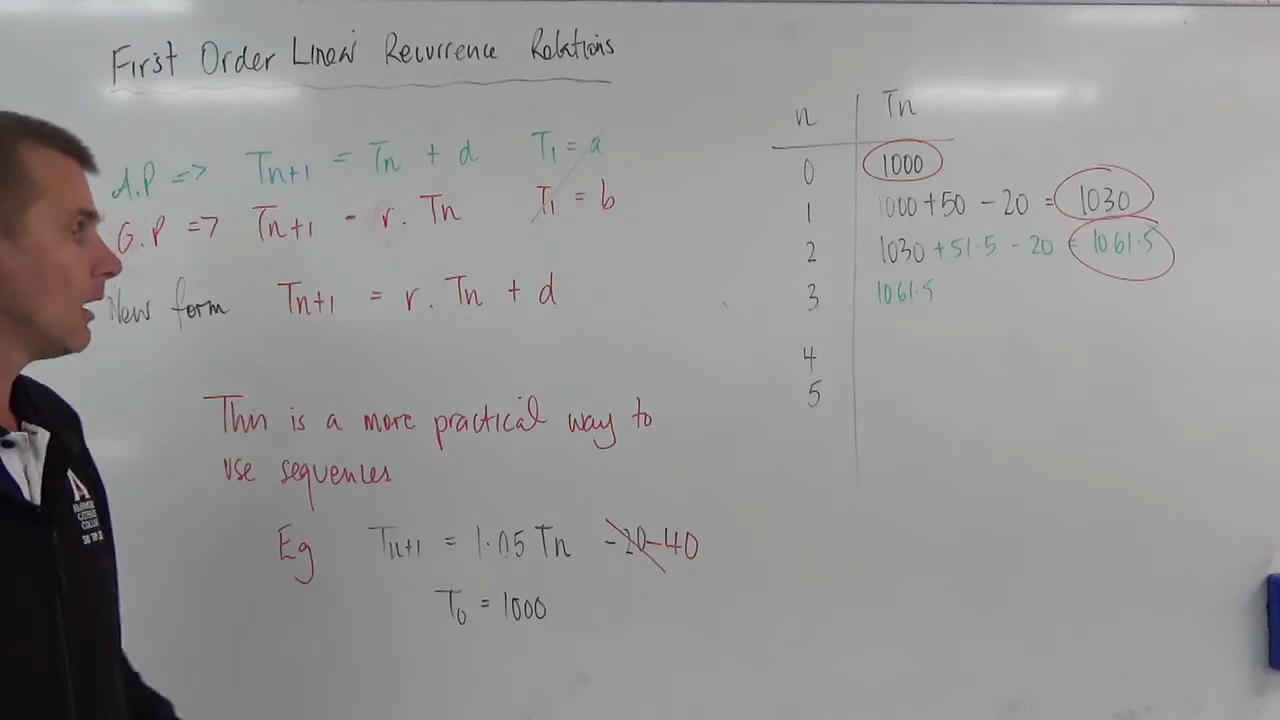 First Order Linear Recurrence Relations
A.P => Tn+1 = Tn + d T1 = a
G.P => Tn+1 - r. Tn T1 = b
New form Tn+1 = r. Tn + d
This is a more practical way to
use sequences
Eg Tn+1 = 1.05 Tn -20 -40
T0 = 1000
n Tn
0 1000
1 1000 +50 - 20 = 1030
2 1030 +51.5 - 20 = 1061.5
3 1061.5
4
5